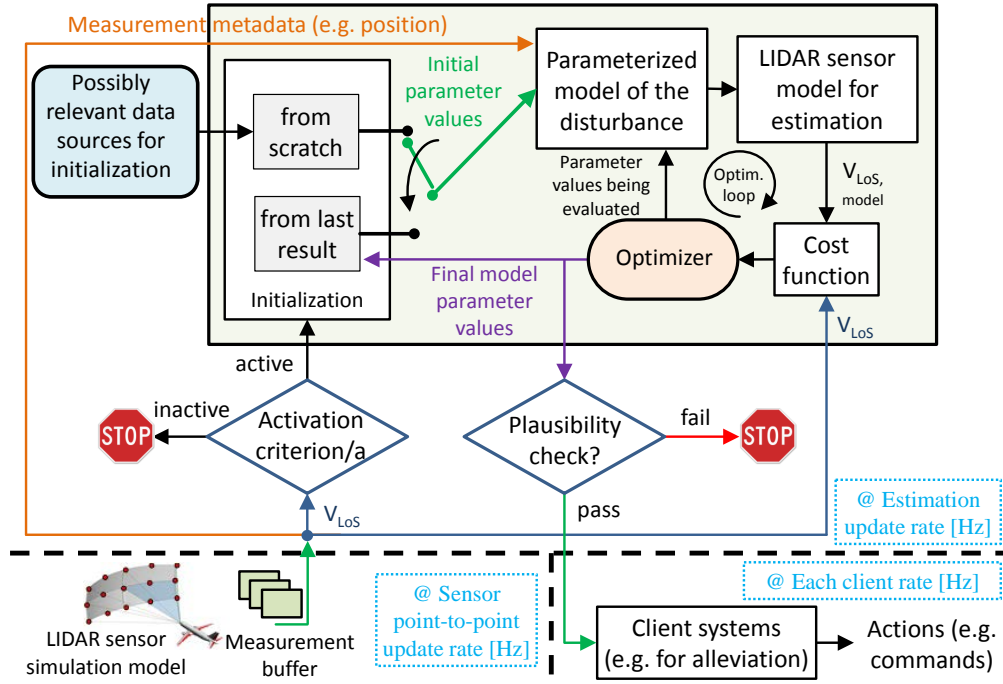 Measurement metadata (e.g. position)
Possibly
relevant data
sources for
initialization
from
scratch
from last
result
Initialization
Initial
parameter
values
Parameterized
model of the
disturbance
LIDAR sensor
model for
estimation
Parameter
values being
evaluated
Optim.
loop
VLoS,
model
Optimizer
Cost
function
Final model
parameter
values
VLoS
active
inactive
STOP
Activation
criterion/a
Plausibility
check?
fail
STOP
pass
VLoS
@ Estimation
update rate [Hz]
@ Sensor
point-to-point
update rate [Hz]
@ Each client rate [Hz]
LIDAR sensor
simulation model
Measurement
buffer
Client systems
(e.g. for alleviation)
Actions (e.g.
commands)